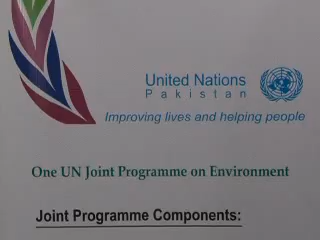 United Nations
Pakistan
Improving lives and helping people
One UN Joint Programme on Environment
Joint Programme Components: